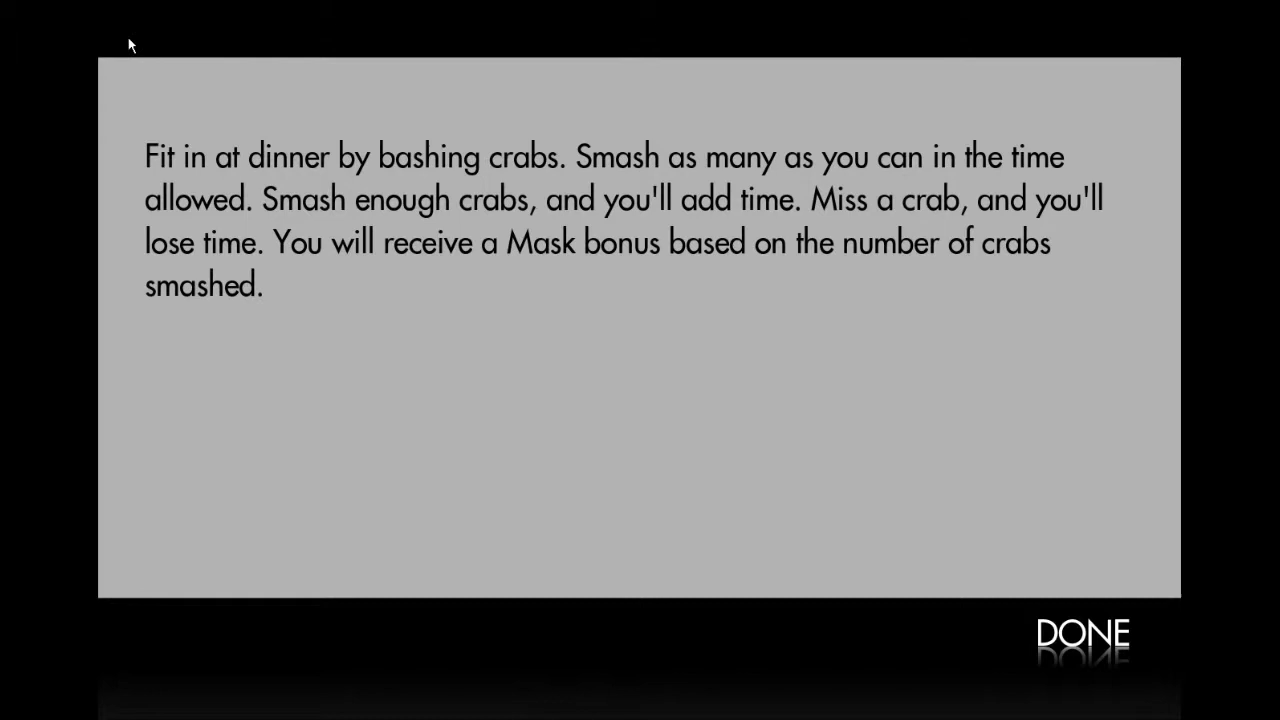 Fit in at dinner by bashing crabs. Smash as many as you can in the time
allowed. Smash enough crabs, and you'll add time. Miss a crab, and you'll
lose time. You will receive a Mask bonus based on the number of crabs
smashed.
DONE